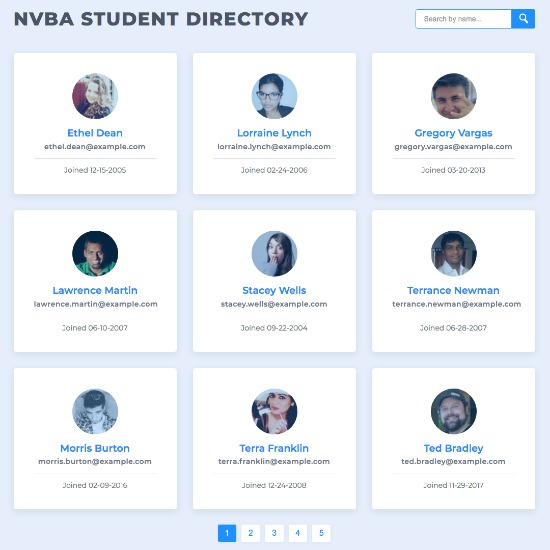 NVBA STUDENT DIRECTORY
Search by name...
Ethel Dean
ethel.dean@example.com
Joined 12-15-2005
Lorraine Lynch
lorraine.lynch@example.com
Joined 02-24-2006
Gregory Vargas
gregory.vargas@example.com
Joined 03-20-2013
Lawrence Martin
lawrence.martin@example.com
Joined 06-10-2007
Stacey Wells
stacey.wells@example.com
Joined 09-22-2004
Terrance Newman
terrance.newman@example.com
Joined 06-28-2007
Morris Burton
morris.burton@example.com
Joined 02-09-2016
Terra Franklin
terra.franklin@example.com
Joined 12-24-2008
Ted Bradley
ted.bradley@example.com
Joined 11-29-2017
1 2 3 4 5